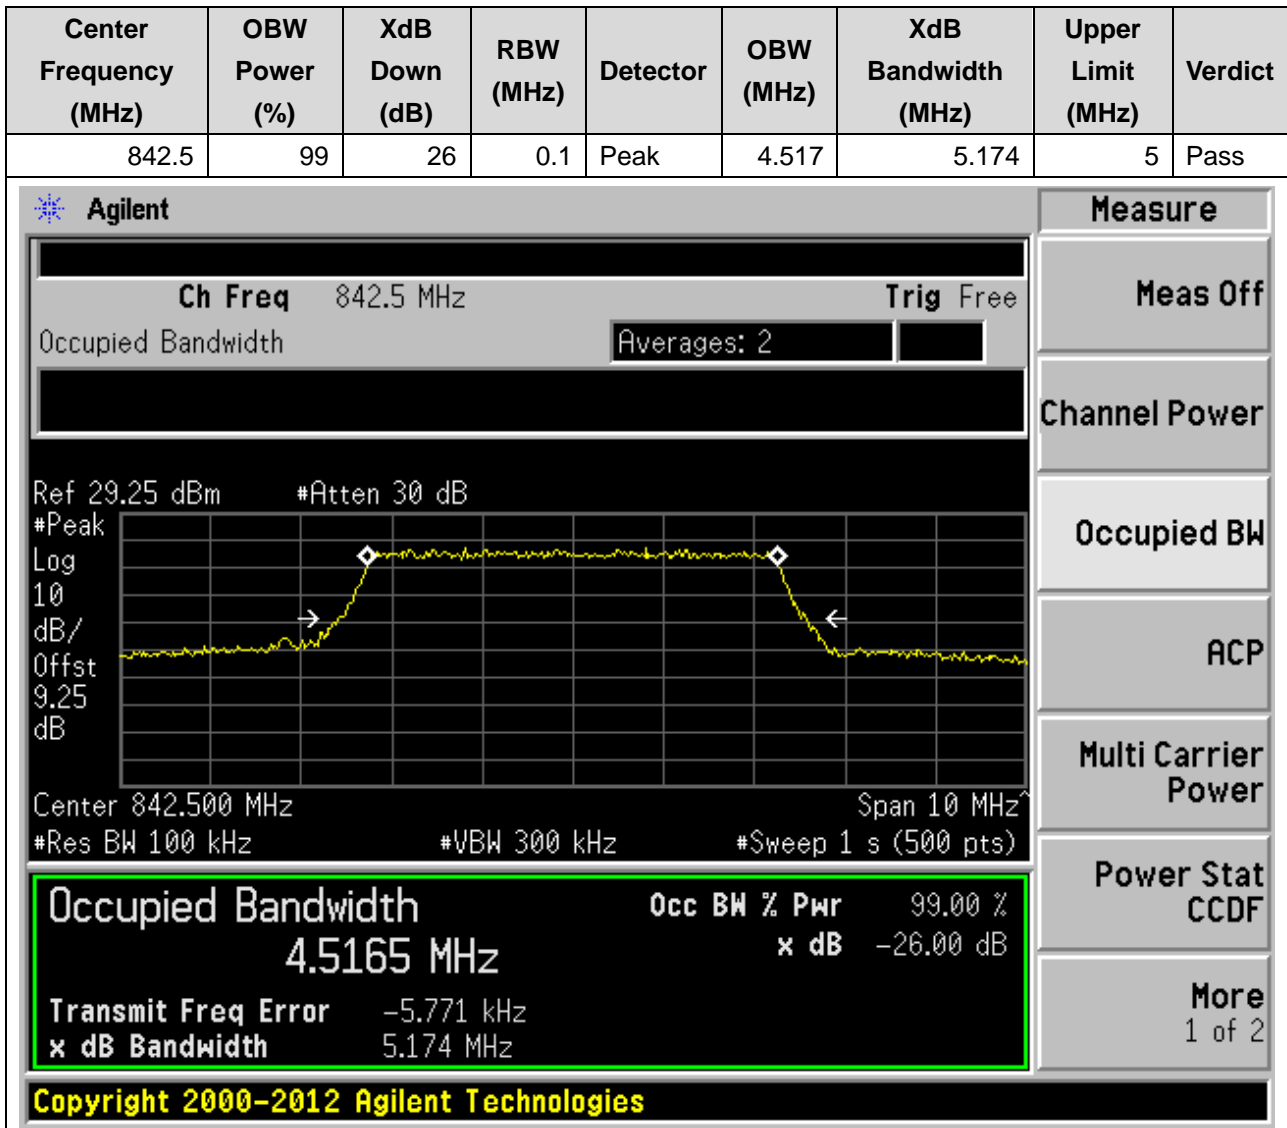 Center Frequency (MHz) OBW Power (%) XdB Down (dB) RBW (MHz) Detector OBW (MHz) XdB Bandwidth (MHz) Upper Limit (MHz) Verdict
842.5 99 26 0.1 Peak 4.517 5.174 5 Pass
Agilent
Measure
Ch Freq 842.5 MHz Trig Free
Meas Off
Occupied Bandwidth Averages: 2
Channel Power
Ref 29.25 dBm #Atten 30 dB
#Peak
Log
10
dB/
Offst
9.25
dB
Occupied BW
ACP
Multi Carrier
Power
Center 842.500 MHz Span 10 MHz^
#Res BW 100 kHz #VBW 300 kHz #Sweep 1 s (500 pts)
Power Stat
CCDF
Occupied Bandwidth Occ BW % Pwr 99.00 %
4.5165 MHz x dB -26.00 dB
Transmit Freq Error -5.771 kHz
x dB Bandwidth 5.174 MHz
More
1 of 2
Copyright 2000-2012 Agilent Technologies